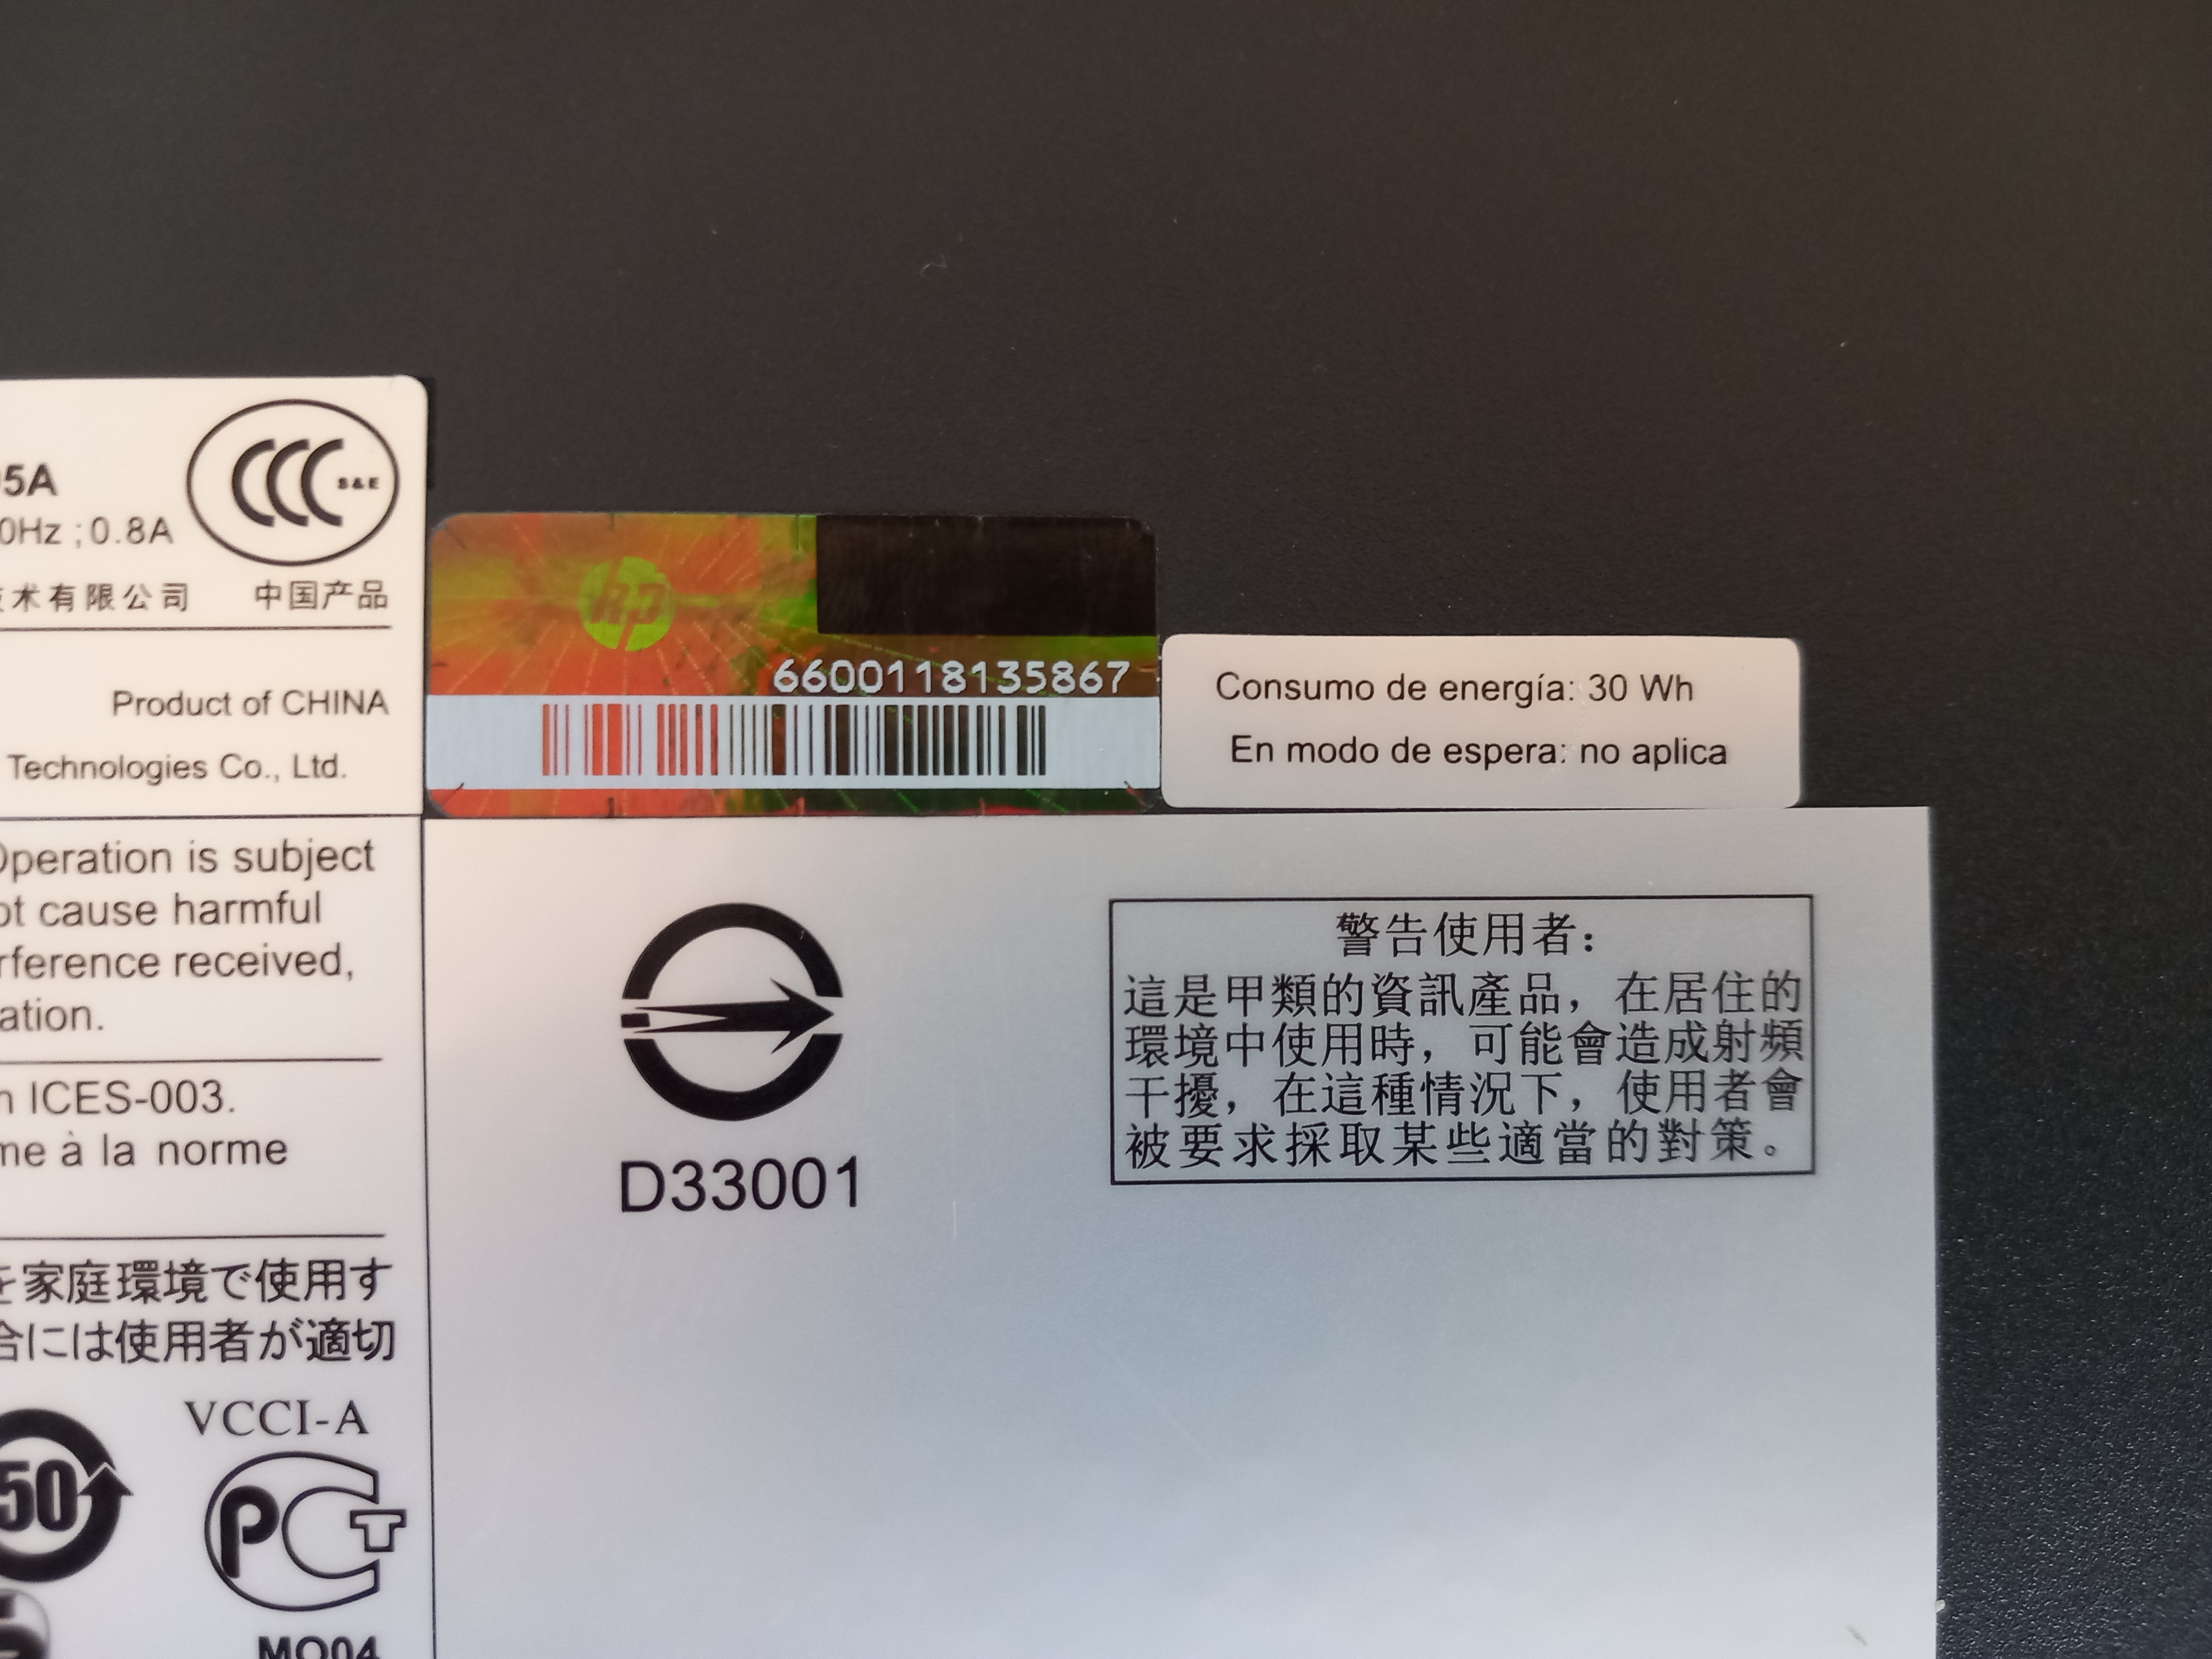 5A
0Hz ; 0.8A
CCC S&E
术有限公司 中国产品
Product of CHINA
Technologies Co., Ltd.
hp
6600118135867
Consumo de energía: 30 Wh
En modo de espera: no aplica
Operation is subject
ot cause harmful
rference received,
ation.
ICES-003.
me à la norme
を家庭環境で使用す
合には使用者が適切
VCCI-A
50
PCT
MO04
D33001
警告使用者:
這是甲類的資訊產品，在居住的
環境中使用時，可能會造成射頻
干擾，在這種情況下，使用者會
被要求採取某些適當的對策。